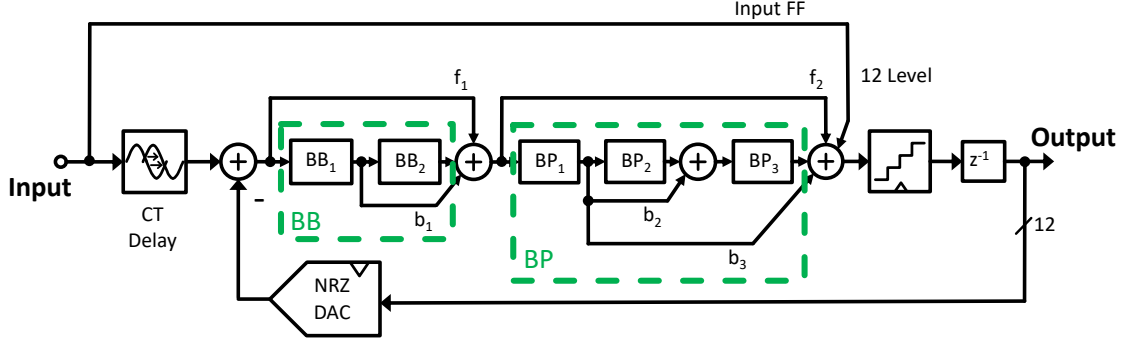 Input FF
f₁
f₂
12 Level
Output
BB₁
BB₂
BP₁
BP₂
BP₃
z⁻¹
Input
CT
Delay
–
b₁
b₂
b₃
BB
BP
12
NRZ
DAC